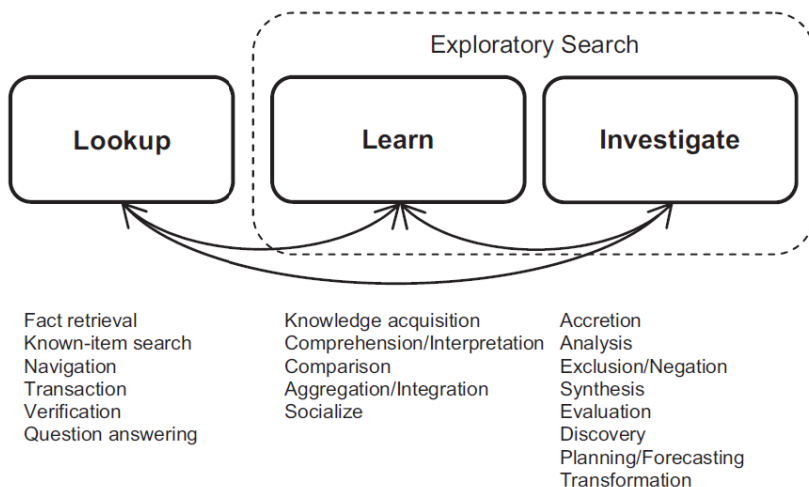 Exploratory Search
Lookup
Learn
Investigate
Fact retrieval
Known-item search
Navigation
Transaction
Verification
Question answering
Knowledge acquisition
Comprehension/Interpretation
Comparison
Aggregation/Integration
Socialize
Accretion
Analysis
Exclusion/Negation
Synthesis
Evaluation
Discovery
Planning/Forecasting
Transformation